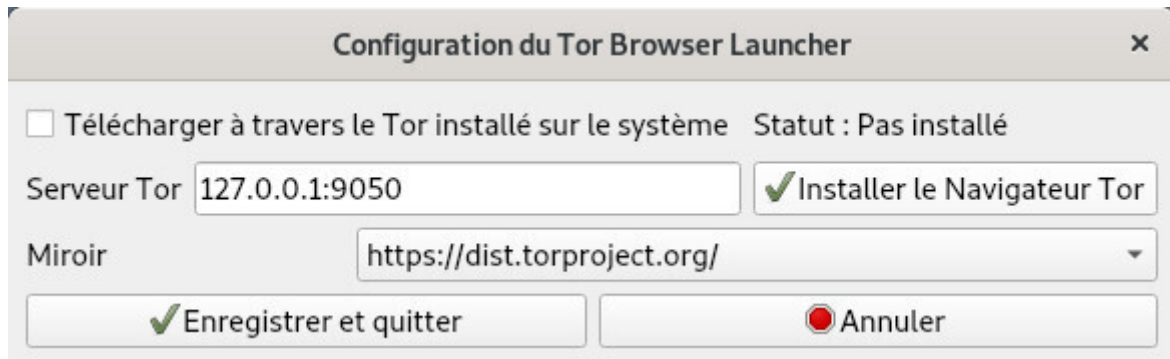 Configuration du Tor Browser Launcher ×
Télécharger à travers le Tor installé sur le système Statut : Pas installé
Serveur Tor 127.0.0.1:9050 Installer le Navigateur Tor
Miroir https://dist.torproject.org/
Enregistrer et quitter Annuler